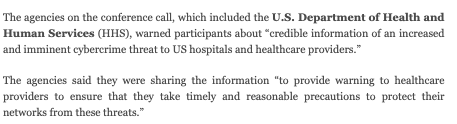 The agencies on the conference call, which included the U.S. Department of Health and
Human Services (HHS), warned participants about “credible information of an increased
and imminent cybercrime threat to US hospitals and healthcare providers.”
The agencies said they were sharing the information “to provide warning to healthcare
providers to ensure that they take timely and reasonable precautions to protect their
networks from these threats.”